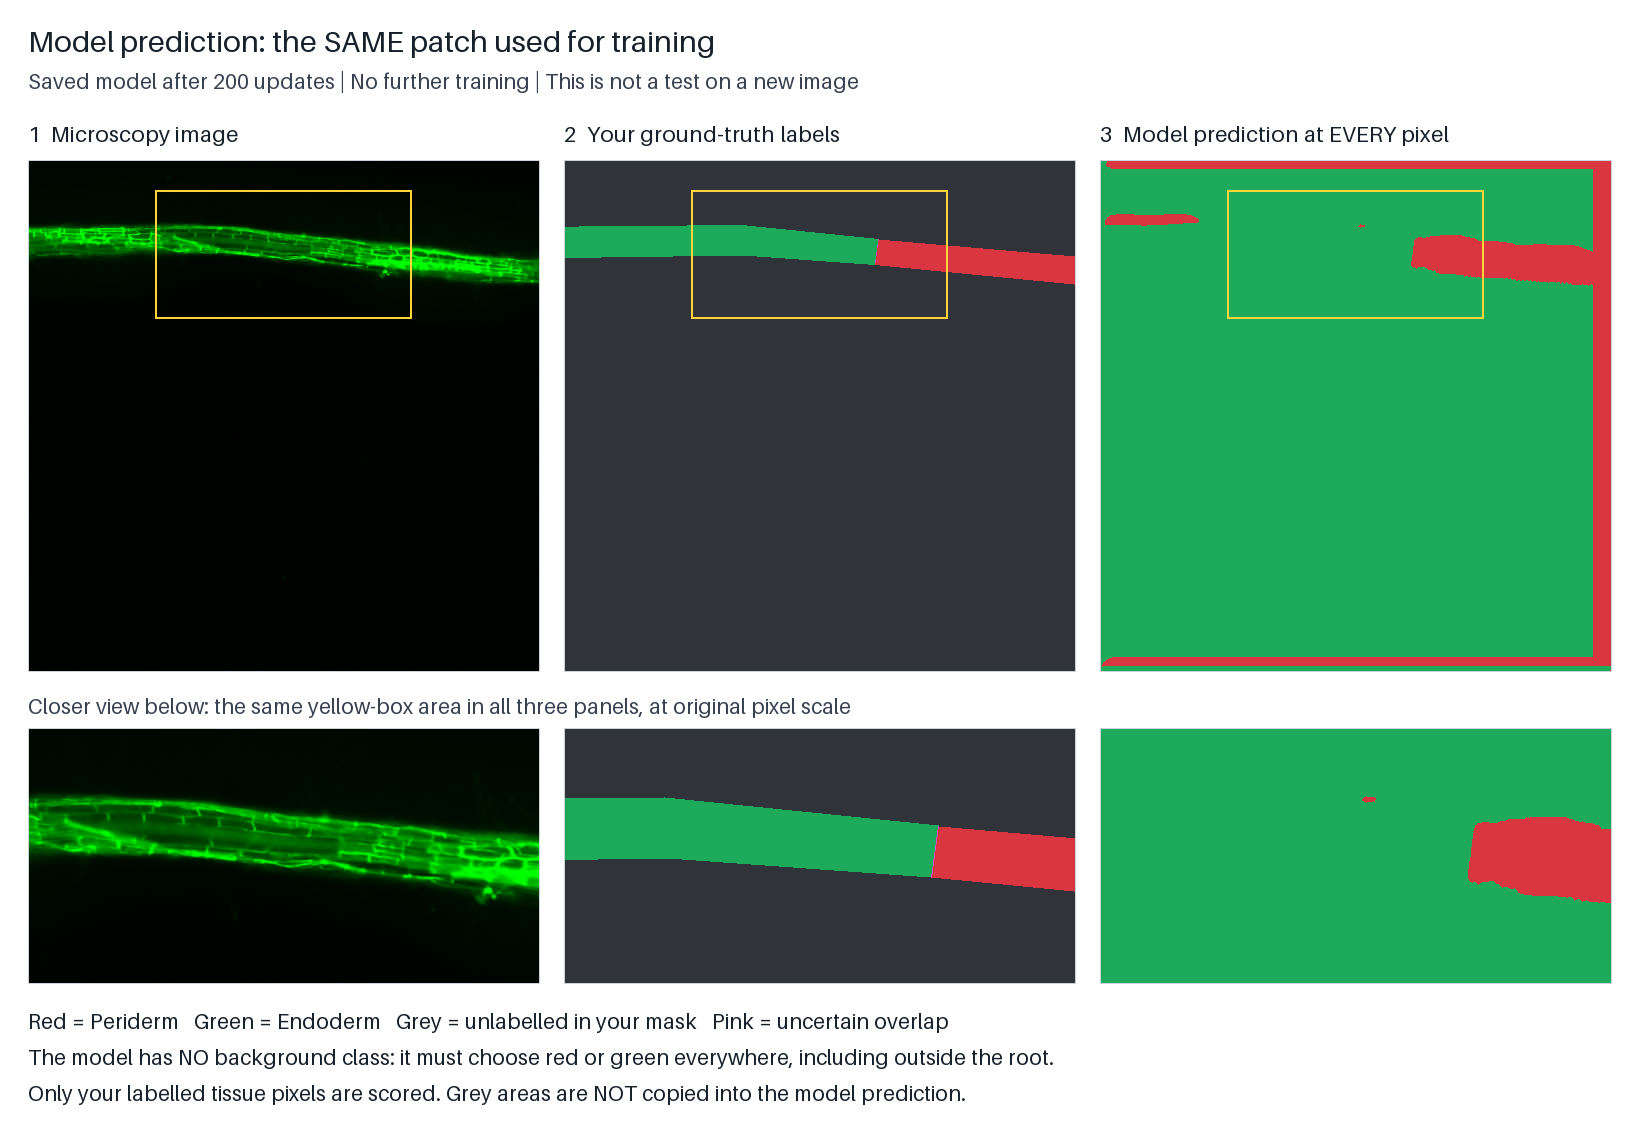 Model prediction: the SAME patch used for training
Saved model after 200 updates | No further training | This is not a test on a new image
1 Microscopy image
2 Your ground-truth labels
3 Model prediction at EVERY pixel
Closer view below: the same yellow-box area in all three panels, at original pixel scale
Red = Periderm Green = Endoderm Grey = unlabelled in your mask Pink = uncertain overlap
The model has NO background class: it must choose red or green everywhere, including outside the root.
Only your labelled tissue pixels are scored. Grey areas are NOT copied into the model prediction.